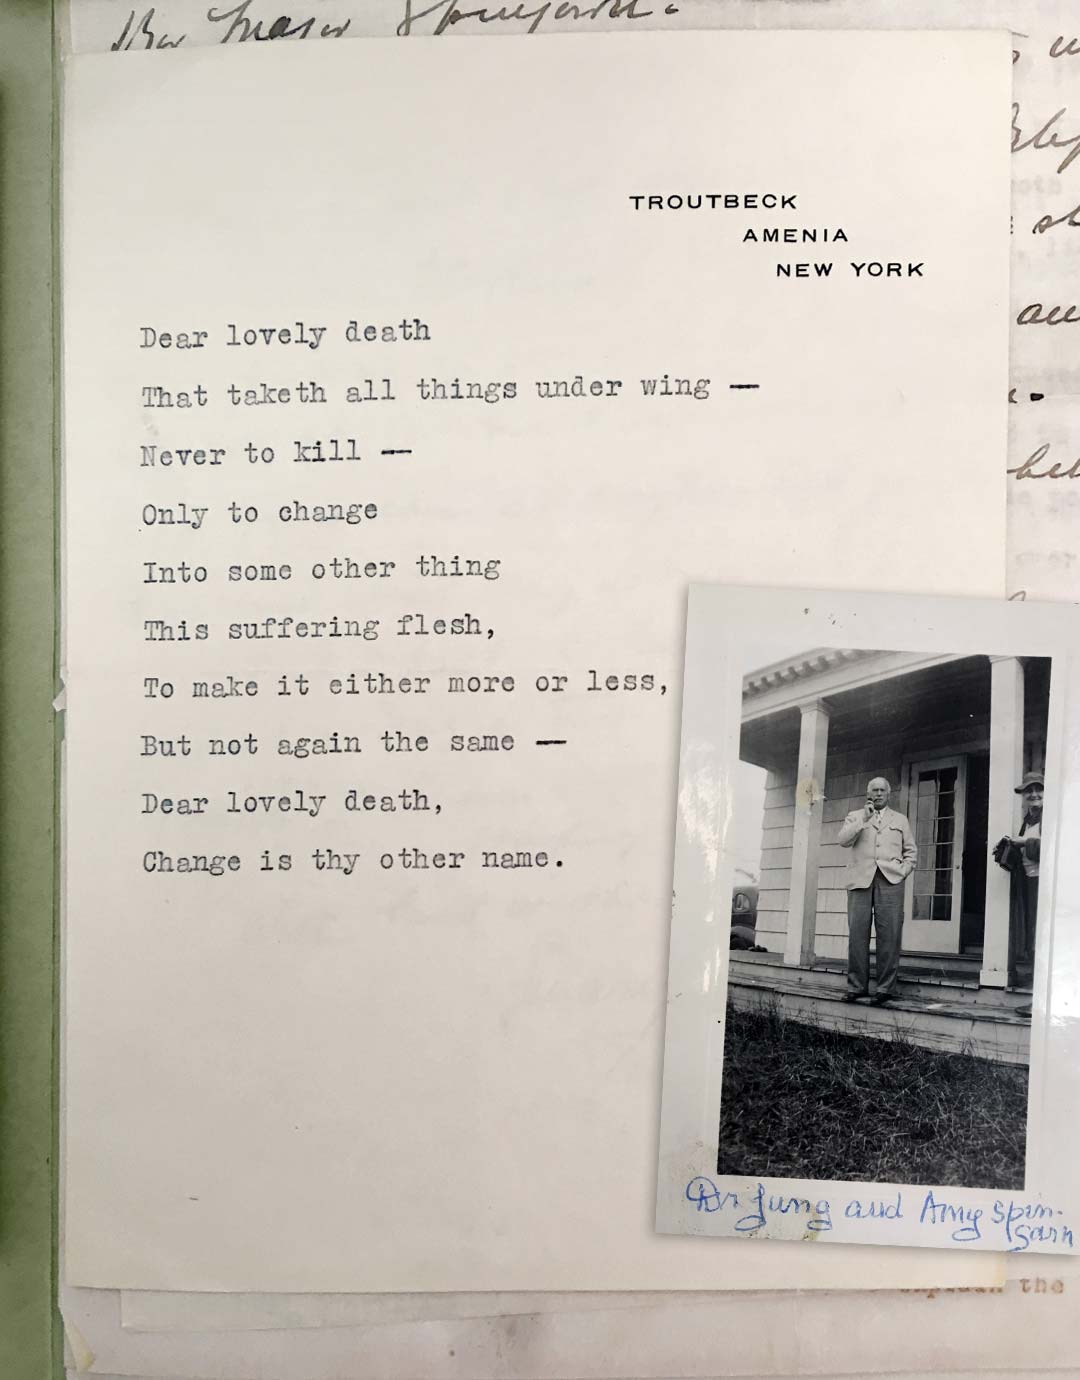 TROUTBECK
AMENIA
NEW YORK
Dear lovely death
That taketh all things under wing —
Never to kill —
Only to change
Into some other thing
This suffering flesh,
To make it either more or less,
But not again the same —
Dear lovely death,
Change is thy other name.
Dr Jung and Amy Spin-
garn
the